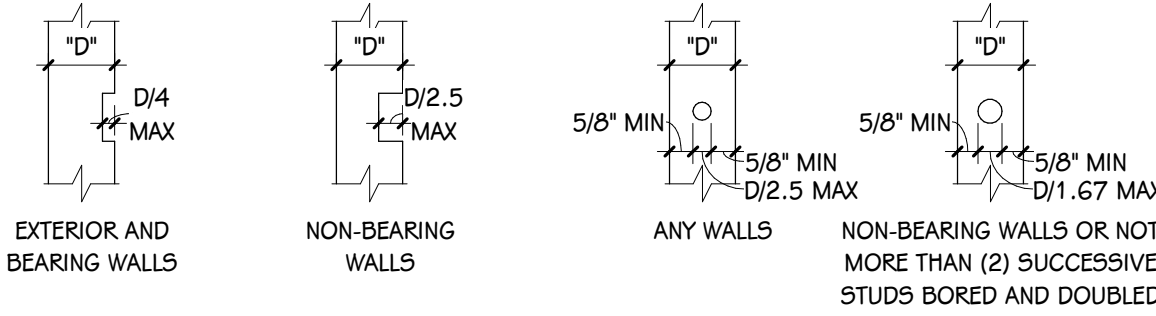 "D"
D/4
MAX
EXTERIOR AND
BEARING WALLS
"D"
D/2.5
MAX
NON-BEARING
WALLS
"D"
5/8" MIN
5/8" MIN
D/2.5 MAX
ANY WALLS
"D"
5/8" MIN
5/8" MIN
D/1.67 MAX
NON-BEARING WALLS OR NOT
MORE THAN (2) SUCCESSIVE
STUDS BORED AND DOUBLED